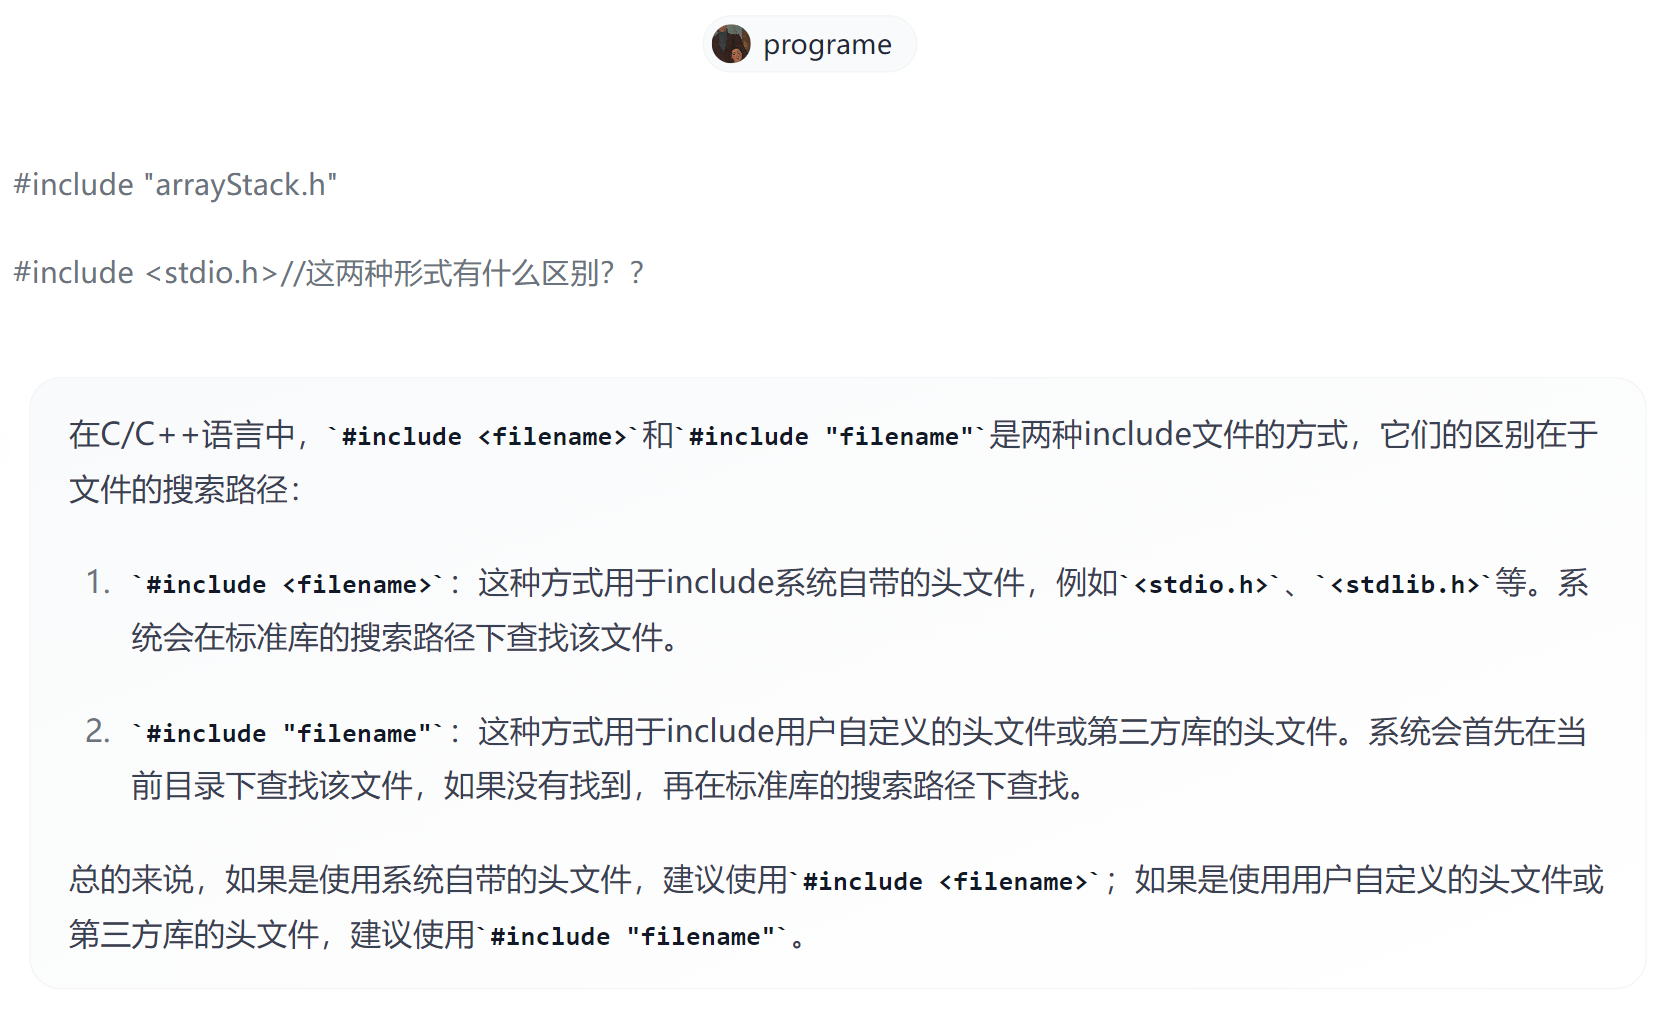 programe
#include "arrayStack.h"
#include <stdio.h>//这两种形式有什么区别？？
在C/C++语言中，`#include <filename>`和`#include "filename"`是两种include文件的方式，它们的区别在于
文件的搜索路径：
1. `#include <filename>`：这种方式用于include系统自带的头文件，例如`<stdio.h>`、`<stdlib.h>`等。系
统会在标准库的搜索路径下查找该文件。
2. `#include "filename"`：这种方式用于include用户自定义的头文件或第三方库的头文件。系统会首先在当
前目录下查找该文件，如果没有找到，再在标准库的搜索路径下查找。
总的来说，如果是使用系统自带的头文件，建议使用`#include <filename>`；如果是使用用户自定义的头文件或
第三方库的头文件，建议使用`#include "filename"`。